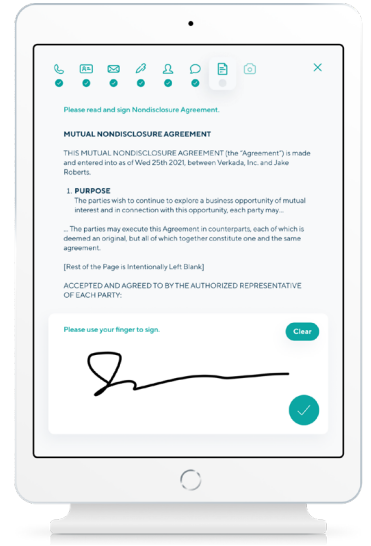 Please read and sign Nondisclosure Agreement.
MUTUAL NONDISCLOSURE AGREEMENT
THIS MUTUAL NONDISCLOSURE AGREEMENT (the "Agreement") is made
and entered into as of Wed 25th 2021, between Verkada, Inc. and Jake
Roberts.
1. PURPOSE
The parties wish to continue to explore a business opportunity of mutual
interest and in connection with this opportunity, each party may...
... The parties may execute this Agreement in counterparts, each of which is
deemed an original, but all of which together constitute one and the same
agreement.
[Rest of the Page is Intentionally Left Blank]
ACCEPTED AND AGREED TO BY THE AUTHORIZED REPRESENTATIVE
OF EACH PARTY:
Please use your finger to sign.
Clear